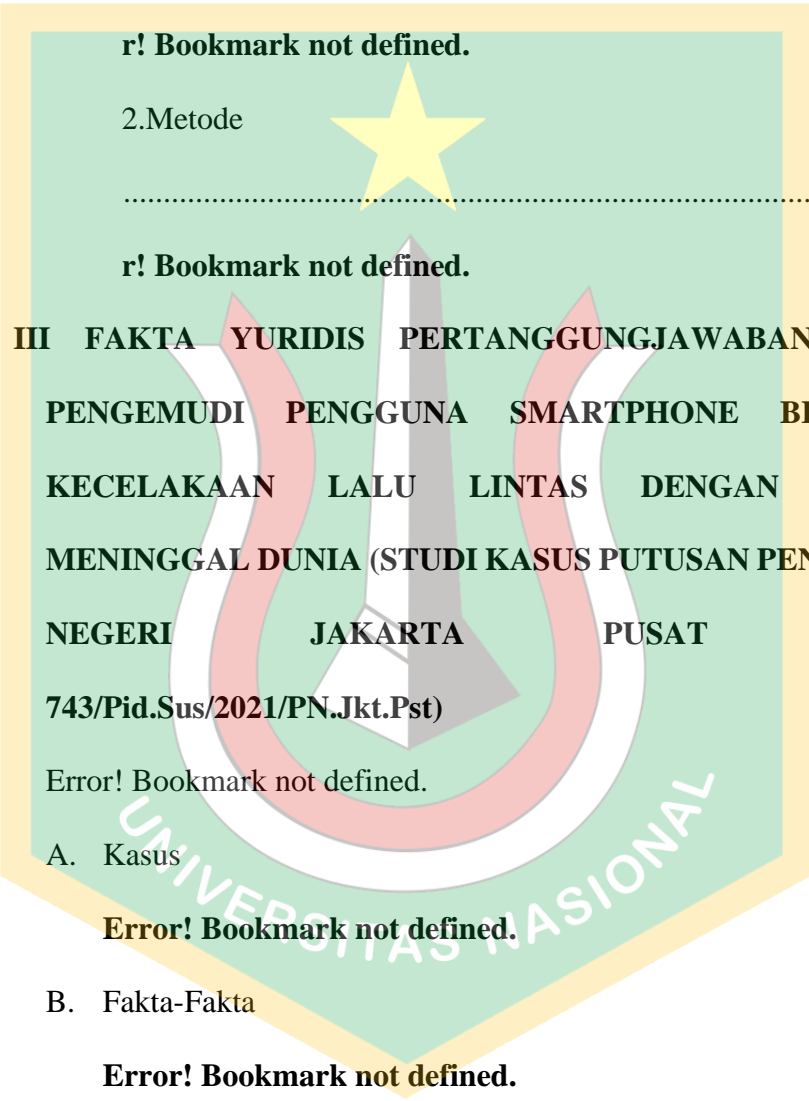 r! Bookmark not defined.
2.Metode
................................................................................................
r! Bookmark not defined.
III FAKTA YURIDIS PERTANGGUNGJAWABAN
PENGEMUDI PENGGUNA SMARTPHONE
KECELAKAAN LALU LINTAS DENGAN
MENINGGAL DUNIA (STUDI KASUS PUTUSAN
NEGERI JAKARTA PUSAT
743/Pid.Sus/2021/PN.Jkt.Pst)
Error! Bookmark not defined.
A. Kasus
Error! Bookmark not defined.
B. Fakta-Fakta
Error! Bookmark not defined.
UNIVERSITAS NASIONAL